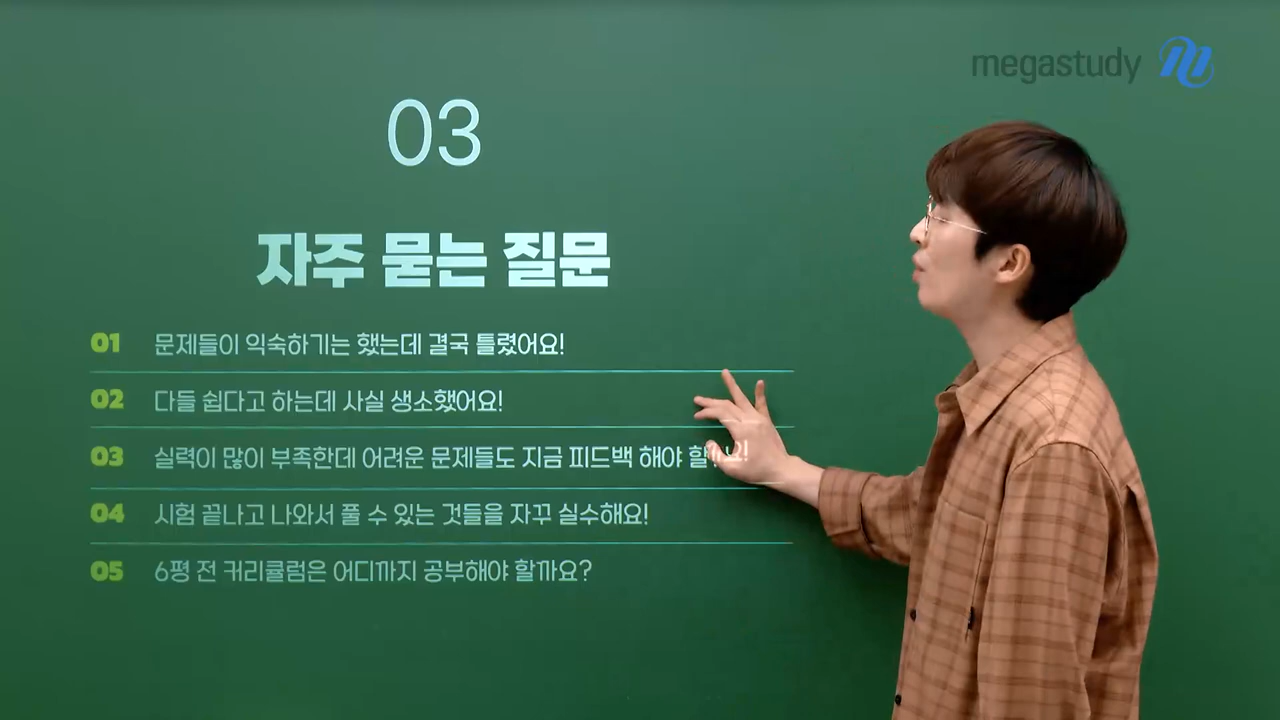 megastudy
03
자주 묻는 질문
01 문제들이 익숙하기는 했는데 결국 틀렸어요!
02 다들 쉽다고 하는데 사실 생소했어요!
03 실력이 많이 부족한데 어려운 문제들도 지금 피드백 해야
04 시험 끝나고 나와서 풀 수 있는 것들을 자꾸 실수해요!
05 6평 전 커리큘럼은 어디까지 공부해야 할까요?